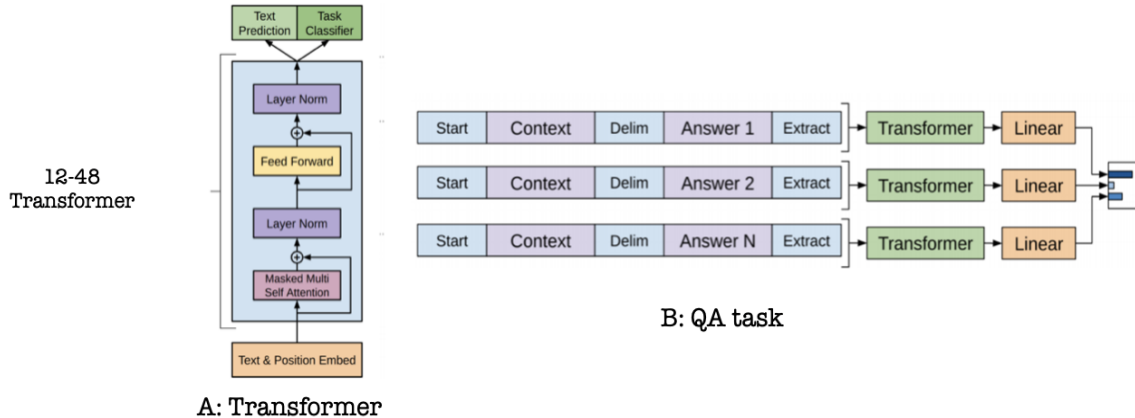 Text
Prediction
Task
Classifier
Layer Norm
Feed Forward
Layer Norm
Masked Multi
Self Attention
Text & Position Embed
12-48
Transformer
A: Transformer
Start Context Delim Answer 1 Extract Transformer Linear
Start Context Delim Answer 2 Extract Transformer Linear
Start Context Delim Answer N Extract Transformer Linear
B: QA task